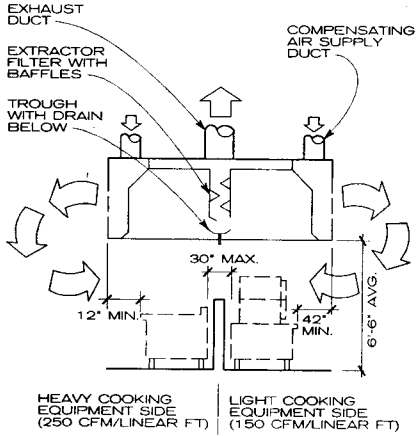 EXHAUST
DUCT
COMPENSATING
AIR SUPPLY
DUCT
EXTRACTOR
FILTER WITH
BAFFLES
TROUGH
WITH DRAIN
BELOW
30" MAX.
12" MIN.
42"
MIN.
6'-6" AVG.
HEAVY COOKING
EQUIPMENT SIDE
(250 CFM/LINEAR FT)
LIGHT COOKING
EQUIPMENT SIDE
(150 CFM/LINEAR FT)